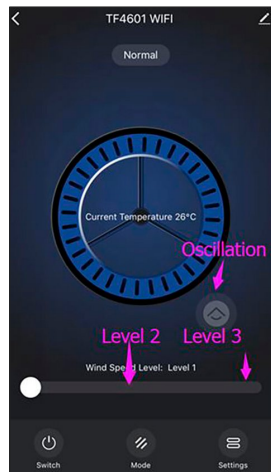 TF4601 WIFI
Normal
Current Temperature 26°C
Oscillation
Level 2 Level 3
Wind Speed Level: Level 1
Switch Mode Settings